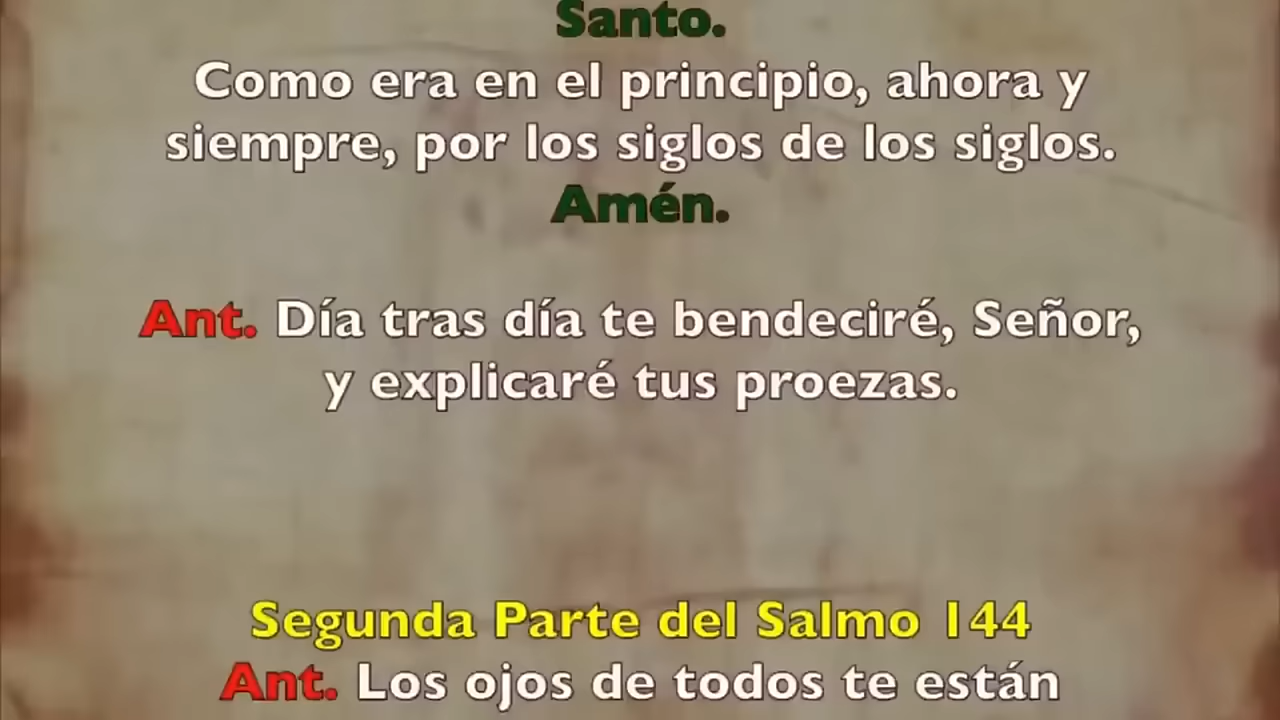 Santo.
Como era en el principio, ahora y
siempre, por los siglos de los siglos.
Amén.
Ant. Día tras día te bendeciré, Señor,
y explicaré tus proezas.
Segunda Parte del Salmo 144
Ant. Los ojos de todos te están